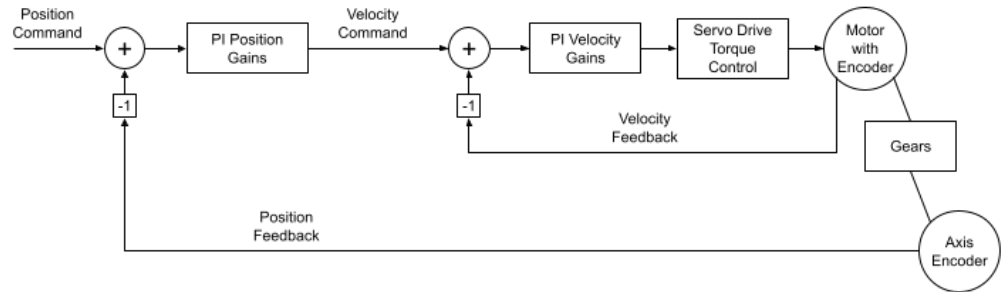 Position
Command
+
PI Position
Gains
Velocity
Command
+
PI Velocity
Gains
Servo Drive
Torque
Control
Motor
with
Encoder
-1
-1
Velocity
Feedback
Gears
Position
Feedback
Axis
Encoder